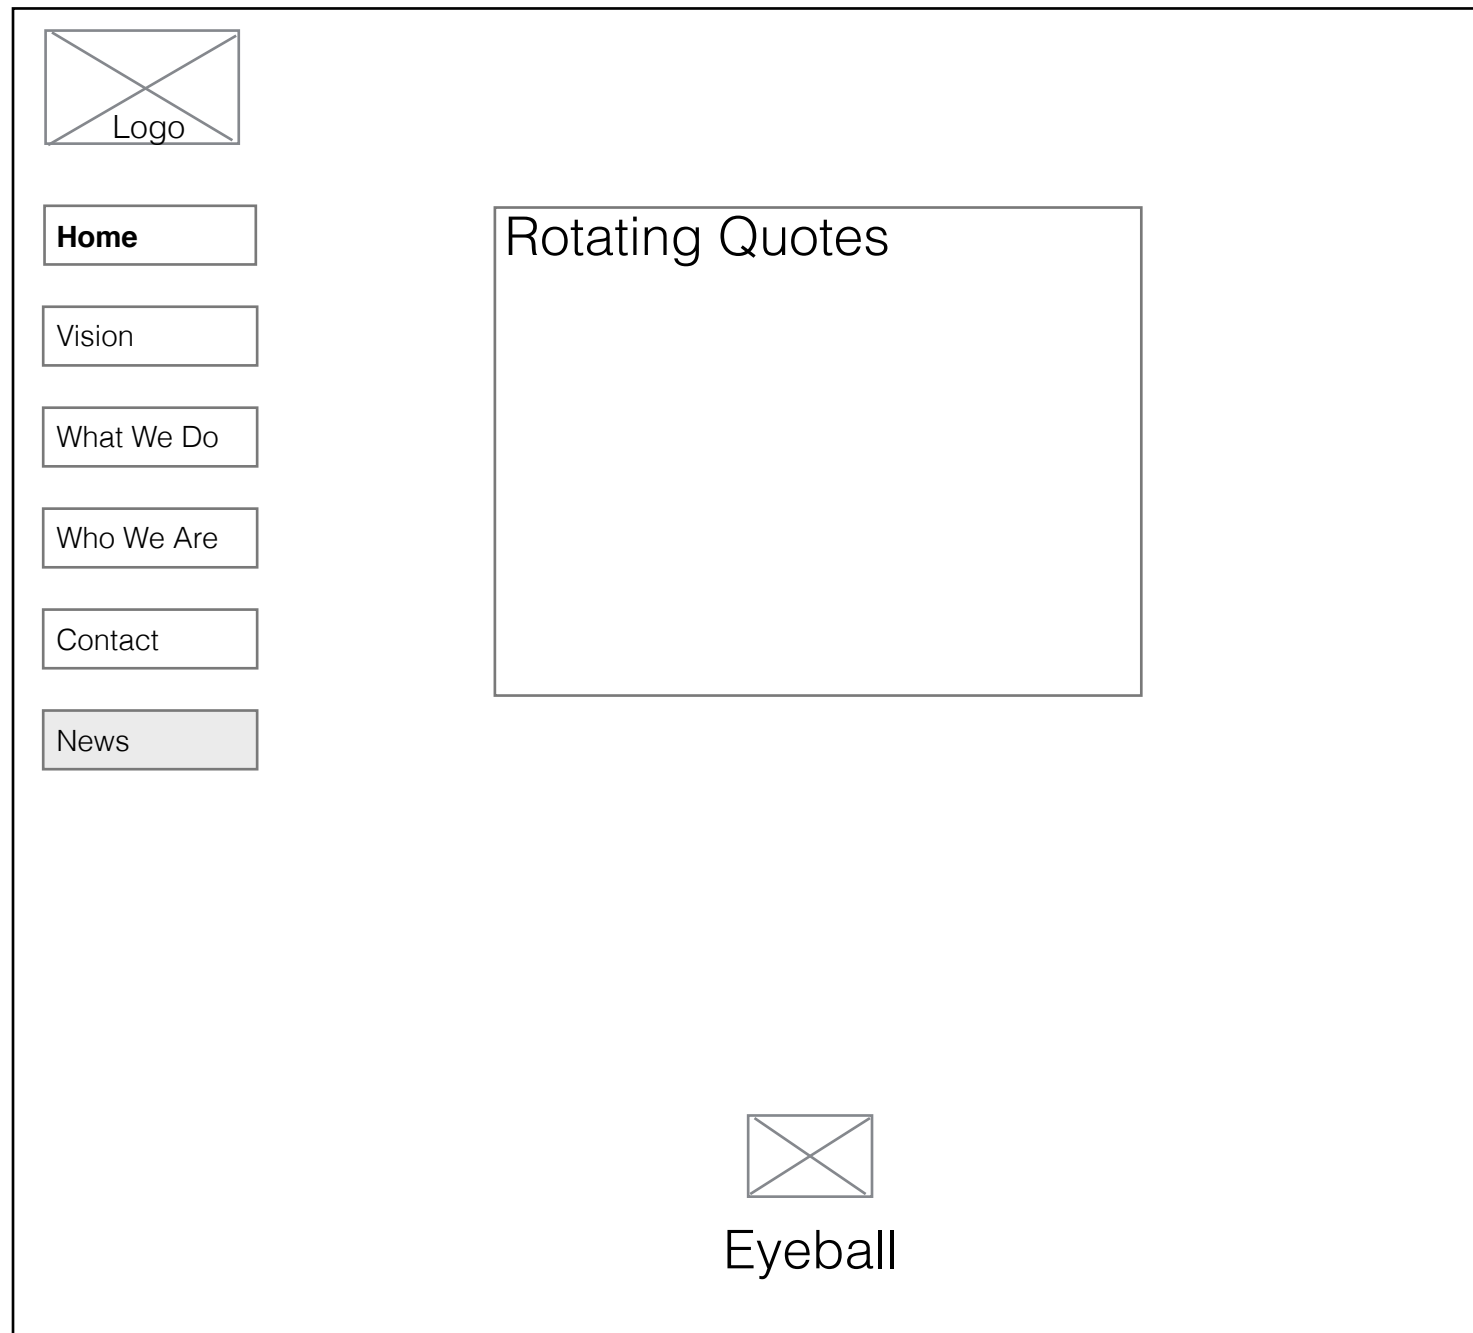 Logo
Home
Rotating Quotes
Vision
What We Do
Who We Are
Contact
News
Eyeball